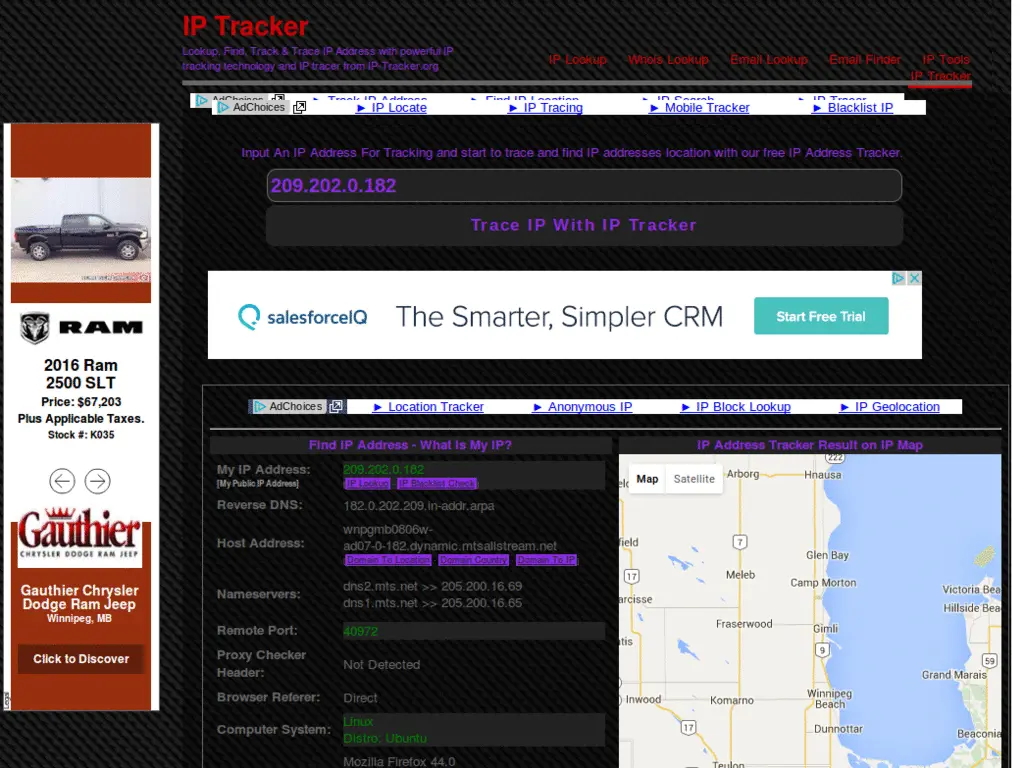 IP Tracker
Lookup, Find, Track & Trace IP Address with powerful IP
tracking technology and IP tracer from IP-Tracker.org
IP Lookup
Whois Lookup
Email Lookup
Email Finder
IP Tools
IP Tracker
AdChoices
► Track IP Address
► Find IP Location
► IP Search
► IP Tracer
AdChoices
► IP Locate
► IP Tracing
► Mobile Tracker
► Blacklist IP
Input An IP Address For Tracking and start to trace and find IP addresses location with our free IP Address Tracker.
209.202.0.182
Trace IP With IP Tracker
salesforceIQ
The Smarter, Simpler CRM
Start Free Trial
RAM
2016 Ram
2500 SLT
Price: $67,203
Plus Applicable Taxes.
Stock #: K035
Gauthier
CHRYSLER DODGE RAM JEEP
Gauthier Chrysler
Dodge Ram Jeep
Winnipeg, MB
Click to Discover
Legal
AdChoices
► Location Tracker
► Anonymous IP
► IP Block Lookup
► IP Geolocation
Find IP Address - What Is My IP?
My IP Address:
[My Public IP Address]
209.202.0.182
[IP Lookup - IP Blacklist Check]
Reverse DNS:
182.0.202.209.in-addr.arpa
Host Address:
wnpgmb0806w-
ad07-0-182.dynamic.mtsallstream.net
[Domain To Location - Domain Country - Domain To IP]
Nameservers:
dns2.mts.net >> 205.200.16.69
dns1.mts.net >> 205.200.16.65
Remote Port:
40972
Proxy Checker
Header:
Not Detected
Browser Referer:
Direct
Computer System:
Linux
Distro: Ubuntu
Mozilla Firefox 44.0
IP Address Tracker Result on IP Map
Map
Satellite
222
Arborg
Hnausa
field
7
Glen Bay
17
Meleb
Camp Morton
Victoria Bea
arcisse
Hillside Bea
Fraserwood
Gimli
tis
9
59
Grand Marais
Inwood
Komarno
Winnipeg
Beach
17
Dunnottar
Beaconia
Teulon